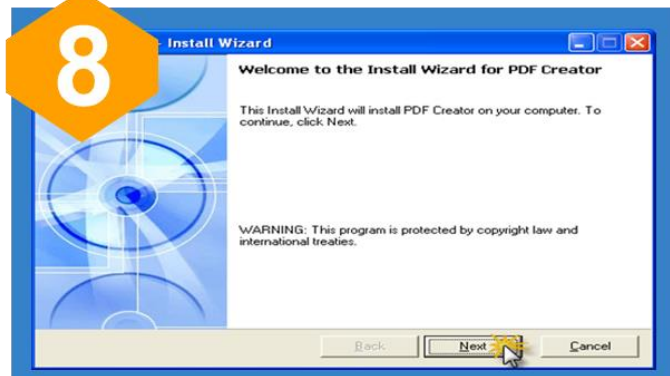 8
- Install Wizard
Welcome to the Install Wizard for PDF Creator
This Install Wizard will install PDF Creator on your computer. To
continue, click Next.
WARNING: This program is protected by copyright law and
international treaties.
Back Next Cancel